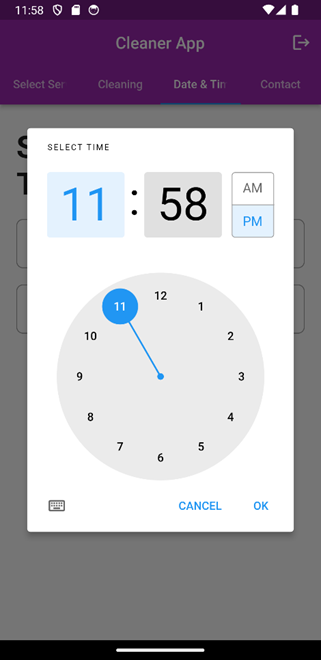 11:58
Cleaner App
Select Ser
Cleaning
Date & Tin
Contact
S
T
SELECT TIME
11 : 58
AM
PM
12
11
1
10
2
9
3
8
4
7
5
6
CANCEL
OK